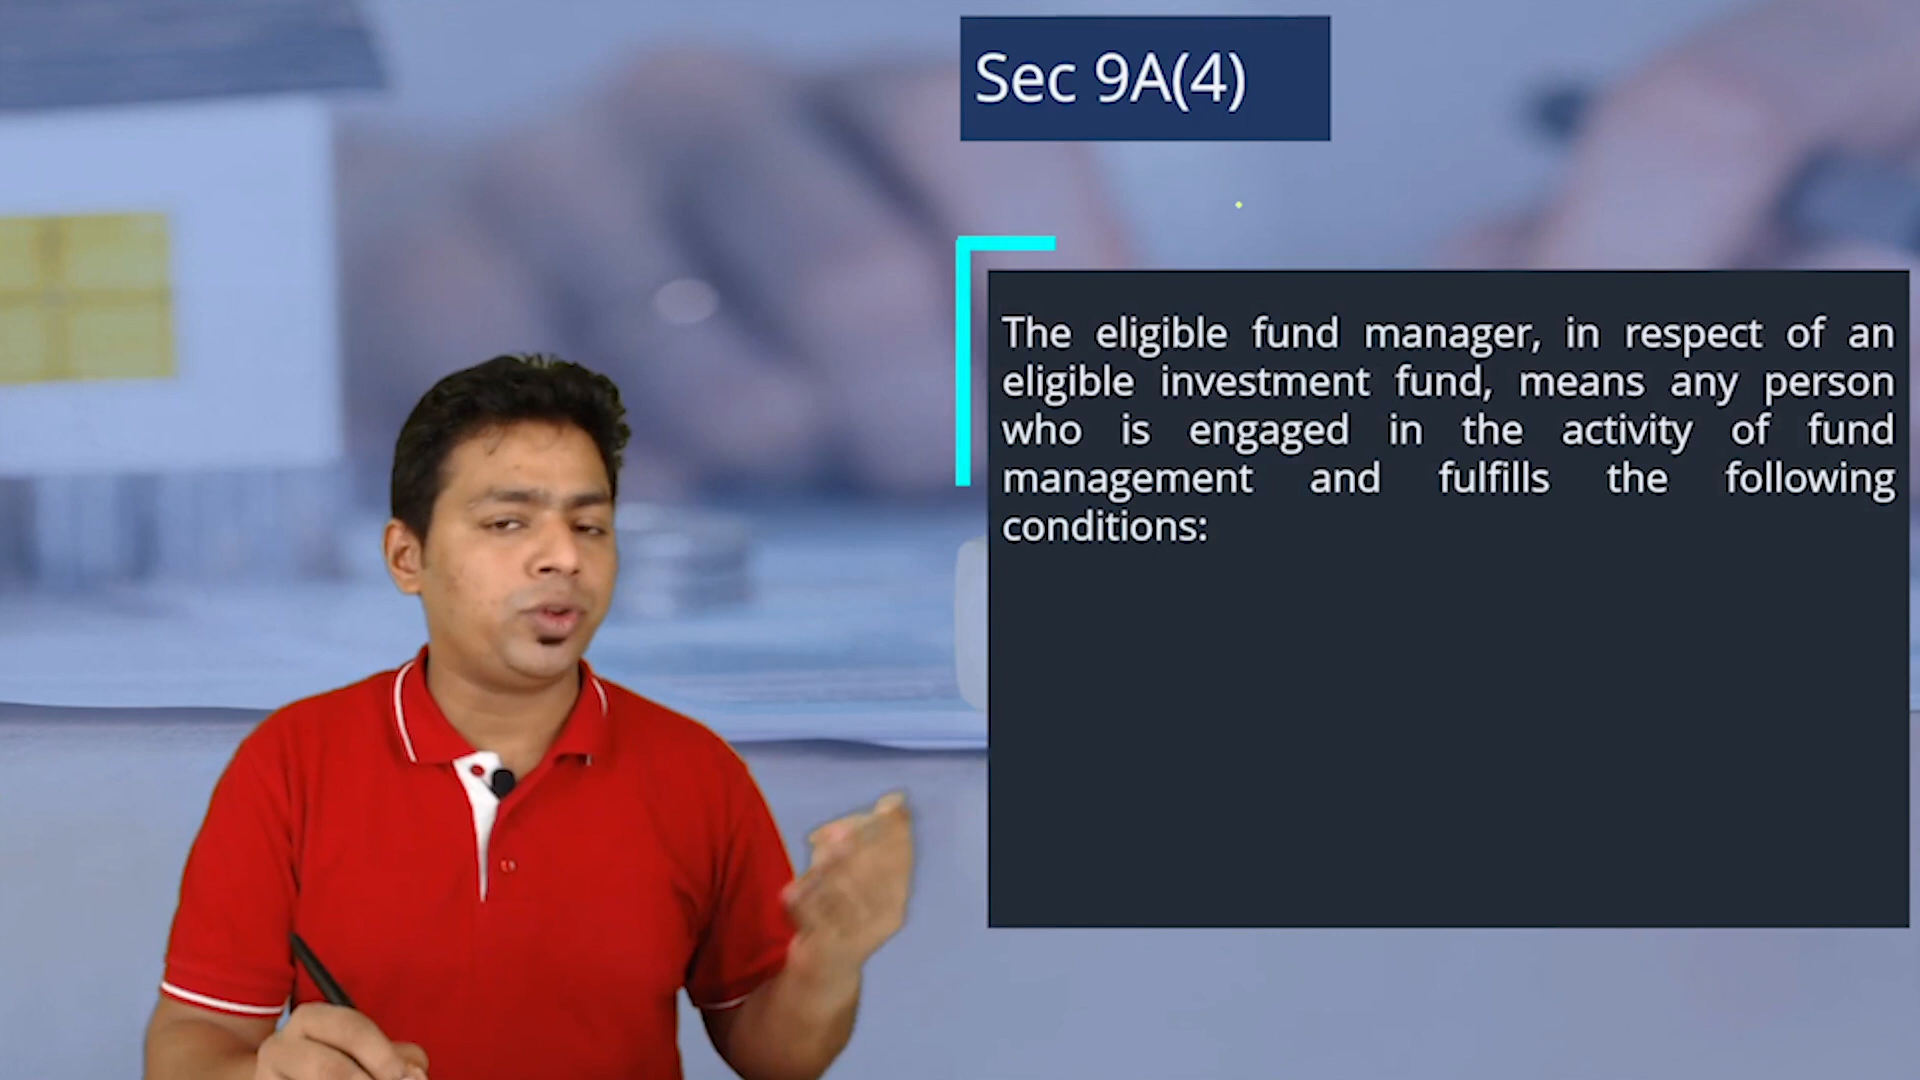 Sec 9A(4)
The eligible fund manager, in respect of an
eligible investment fund, means any person
who is engaged in the activity of fund
management and fulfills the following
conditions: